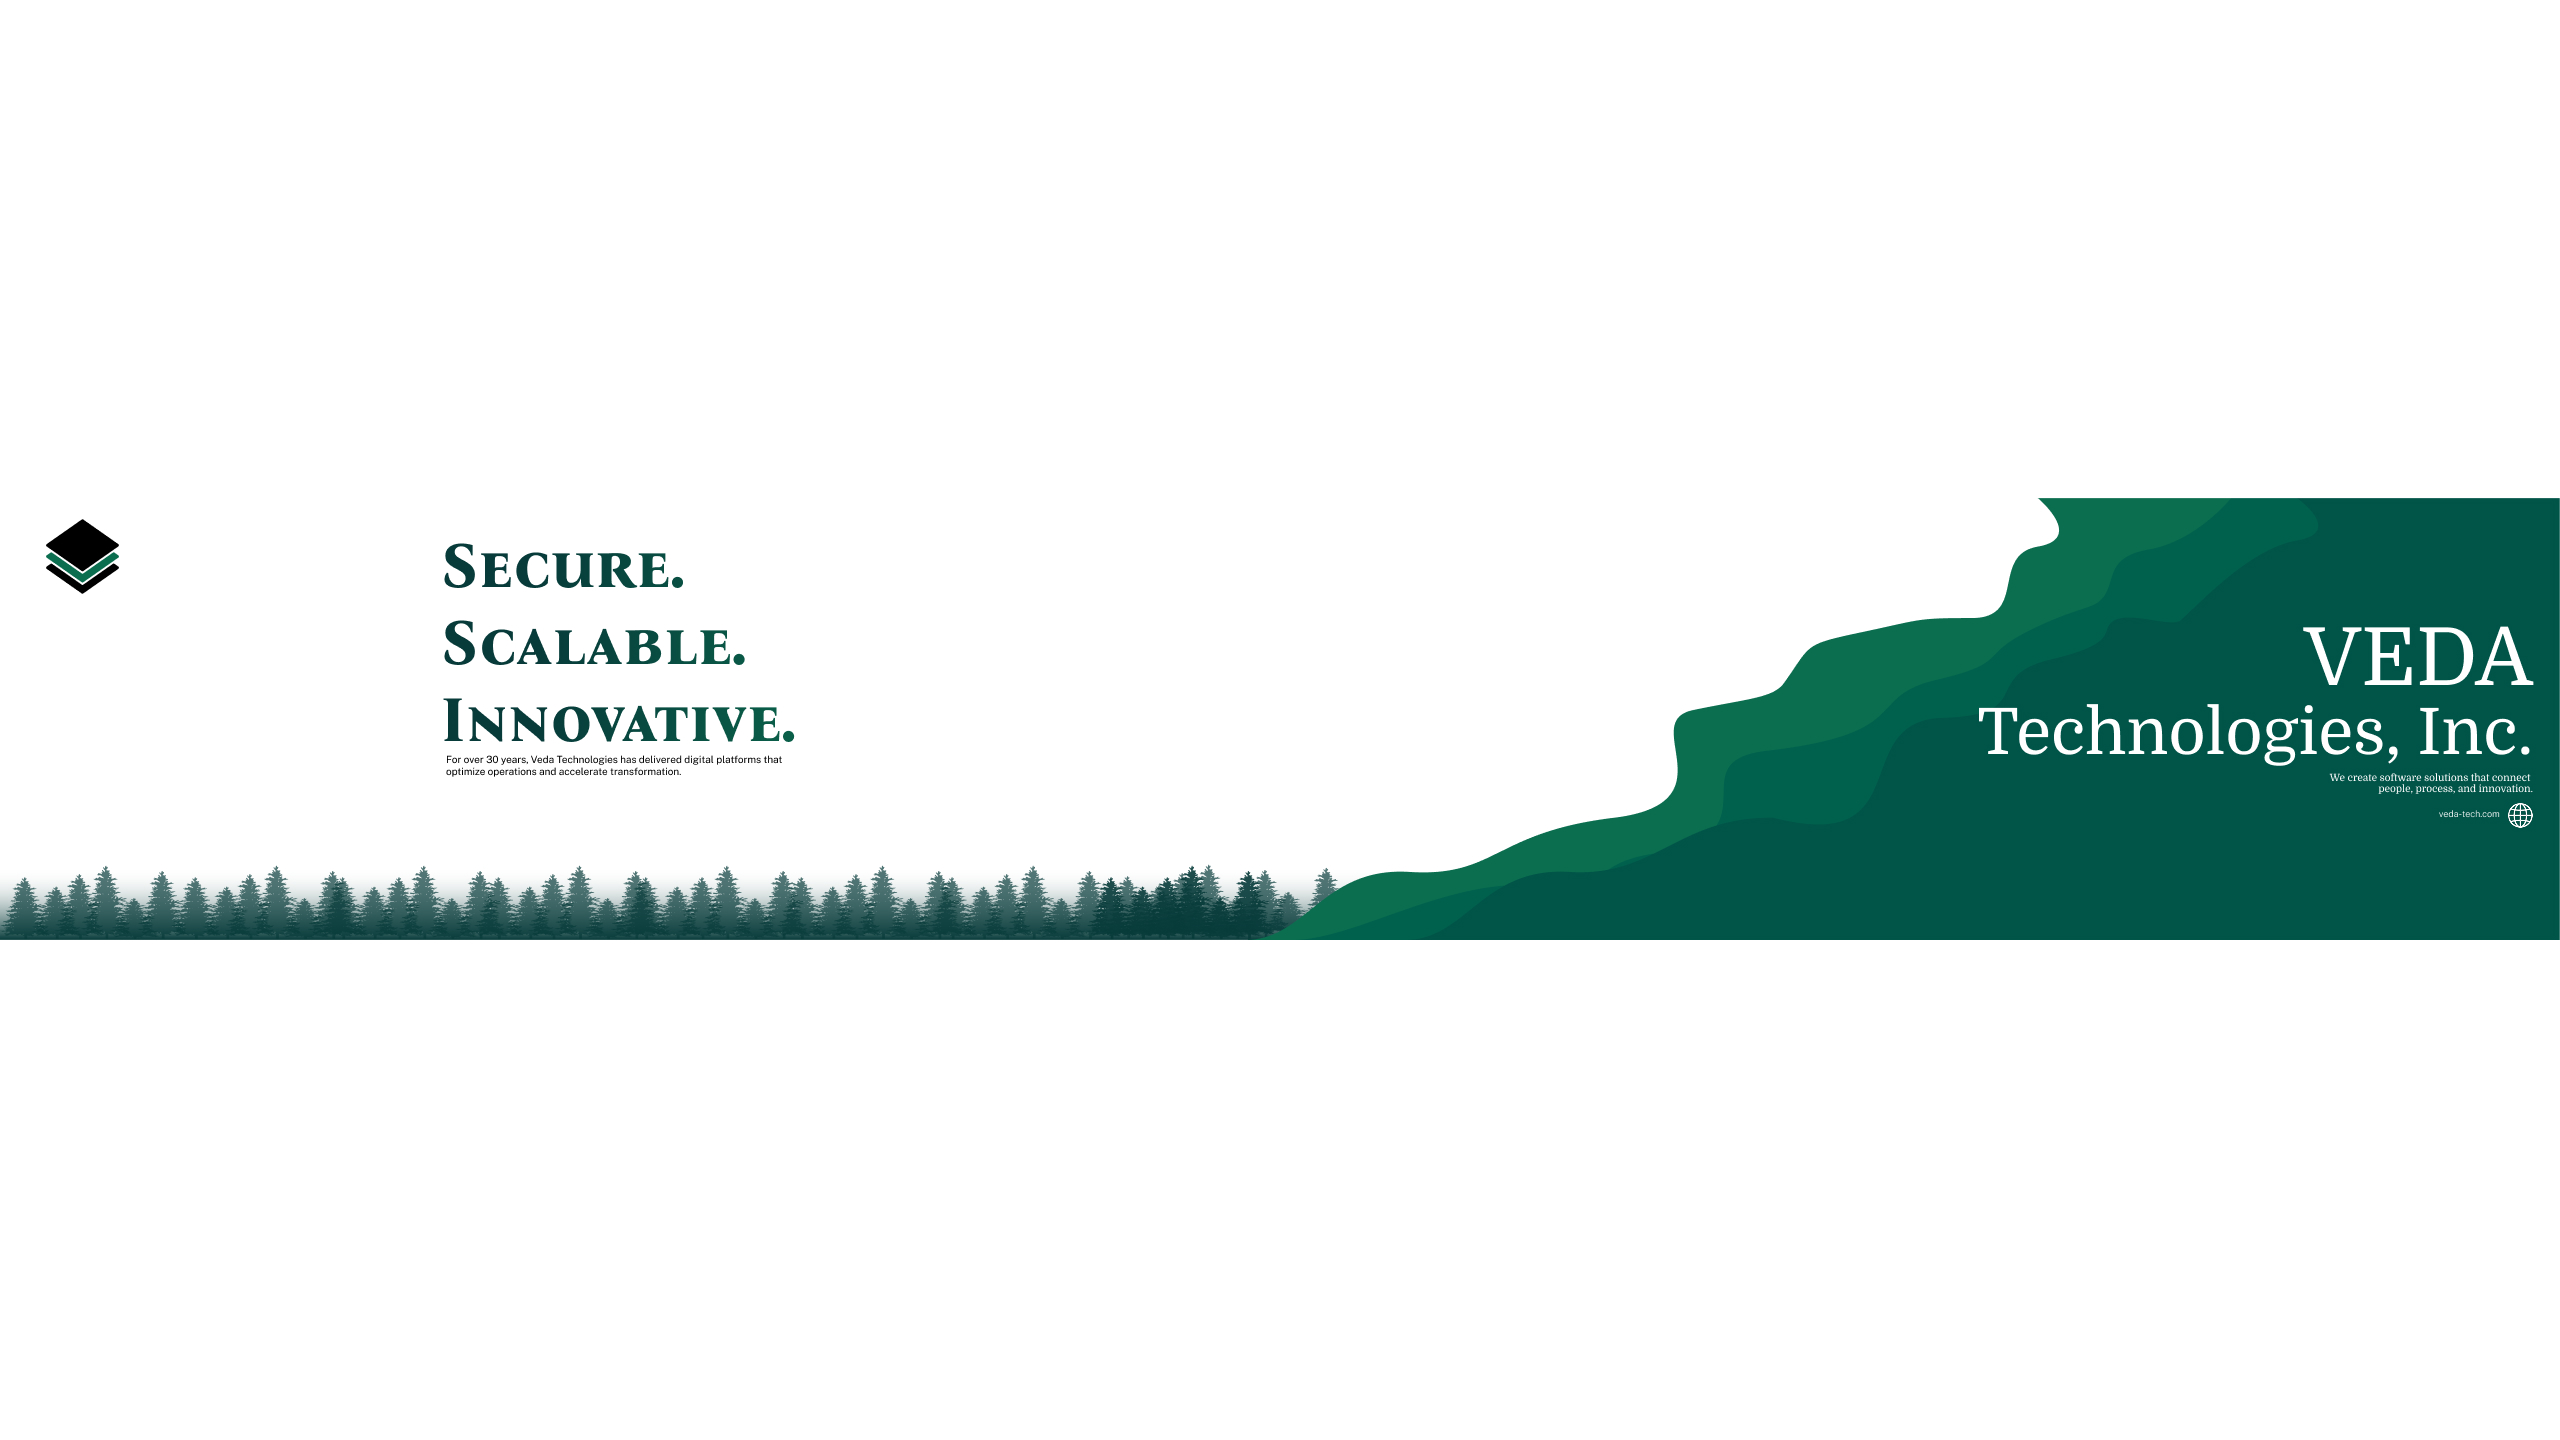 Secure.
Scalable.
Innovative.
For over 30 years, Veda Technologies has delivered digital platforms that
optimize operations and accelerate transformation.
VEDA
Technologies, Inc.
We create software solutions that connect
people, process, and innovation.
veda-tech.com